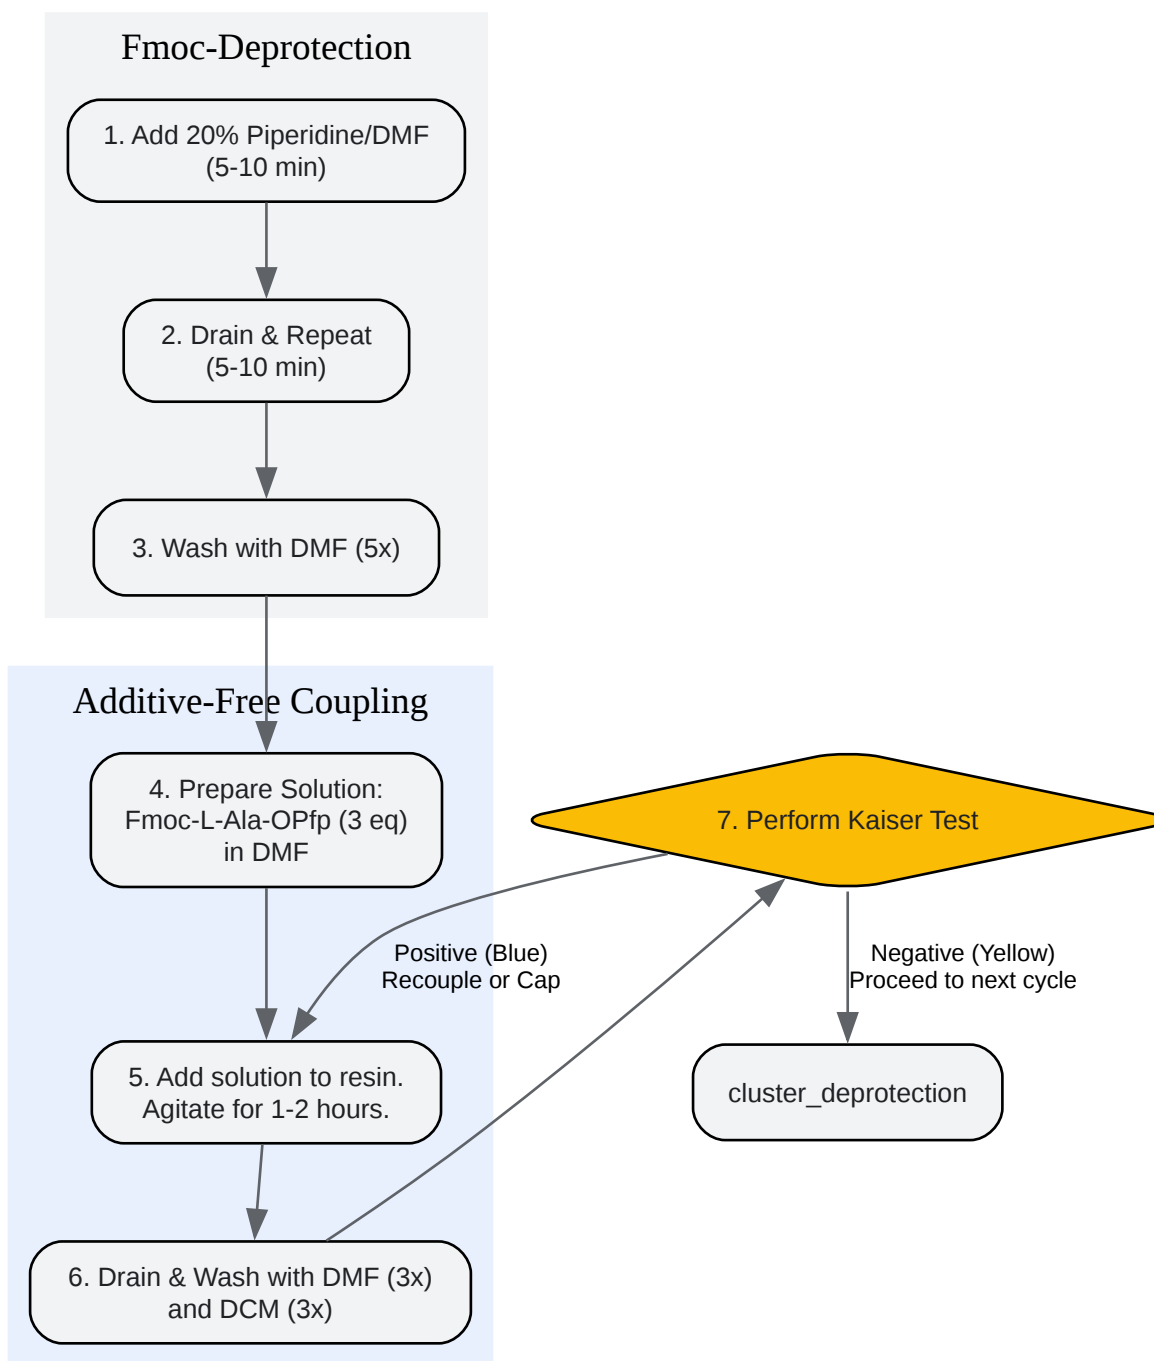 Fmoc-Deprotection
1. Add 20% Piperidine/DMF
(5-10 min)
2. Drain & Repeat
(5-10 min)
3. Wash with DMF (5x)
Additive-Free Coupling
4. Prepare Solution:
Fmoc-L-Ala-OPfp (3 eq)
in DMF
7. Perform Kaiser Test
Positive (Blue)
Recouple or Cap
Negative (Yellow)
Proceed to next cycle
5. Add solution to resin.
Agitate for 1-2 hours.
cluster_deprotection
6. Drain & Wash with DMF (3x)
and DCM (3x)